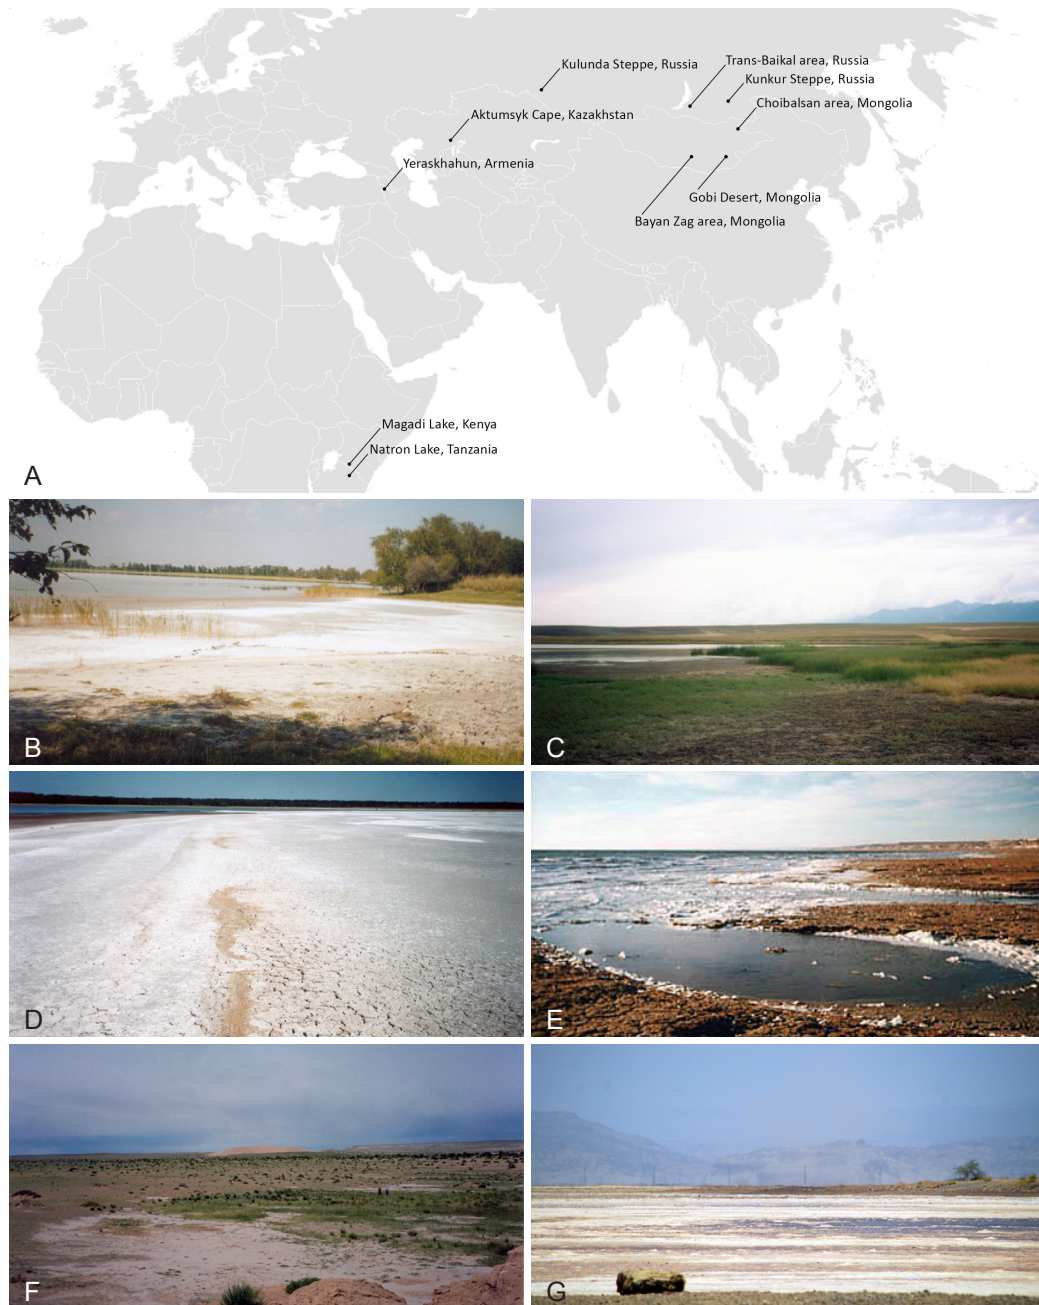 Kulunda Steppe, Russia
Trans-Baikal area, Russia
Kunkur Steppe, Russia
Choibalsan area, Mongolia
Aktumsyk Cape, Kazakhstan
Yeraskhahun, Armenia
Gobi Desert, Mongolia
Bayan Zag area, Mongolia
Magadi Lake, Kenya
Natron Lake, Tanzania
A
B
C
D
E
F
G